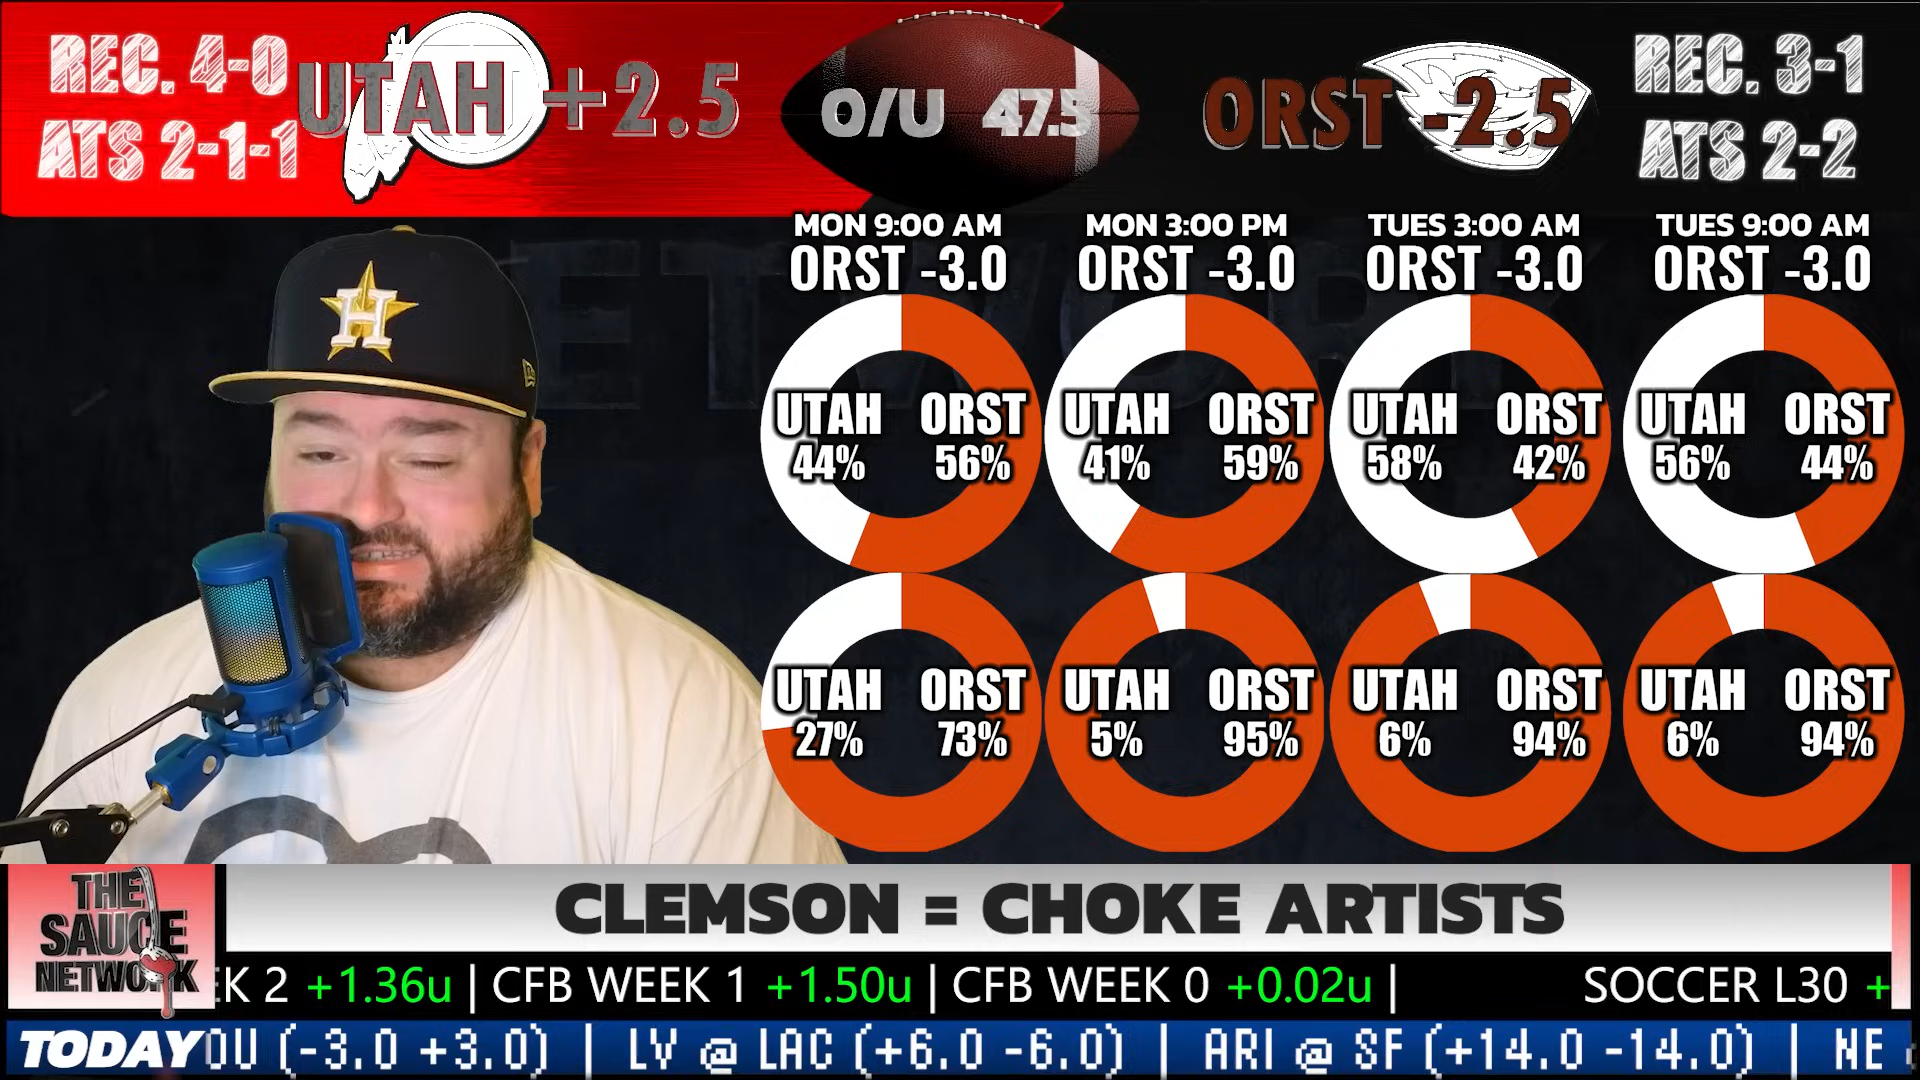 REC. 4-0
ATS 2-1-1
UTAH +2.5
O/U 47.5
ORST -2.5
REC. 3-1
ATS 2-2
MON 9:00 AM
ORST -3.0
MON 3:00 PM
ORST -3.0
TUES 3:00 AM
ORST -3.0
TUES 9:00 AM
ORST -3.0
UTAH ORST
44% 56%
UTAH ORST
41% 59%
UTAH ORST
58% 42%
UTAH ORST
56% 44%
UTAH ORST
27% 73%
UTAH ORST
5% 95%
UTAH ORST
6% 94%
UTAH ORST
6% 94%
H
THE
SAUCE
NETWORK
CLEMSON = CHOKE ARTISTS
EK 2 +1.36u | CFB WEEK 1 +1.50u | CFB WEEK 0 +0.02u | SOCCER L30 +
TODAY OU (-3.0 +3.0) | LV @ LAC (+6.0 -6.0) | ARI @ SF (+14.0 -14.0) | NE